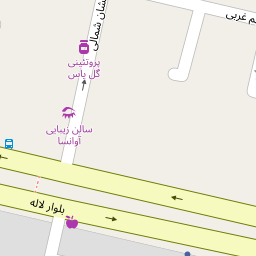 م غربی
شان شمالی
پروتئینی
گل یاس
سالن زیبایی
آوانسا
بلوار لاله